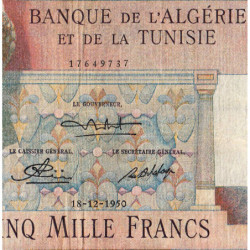 BANQUE DE L'ALGÉRIE
ET DE LA TUNISIE
17649737
LE GOUVERNEUR,
LE CAISSIER GÉNÉRAL, LE SECRÉTAIRE GÉNÉRAL,
18-12-1950
NQ MILLE FRANCS